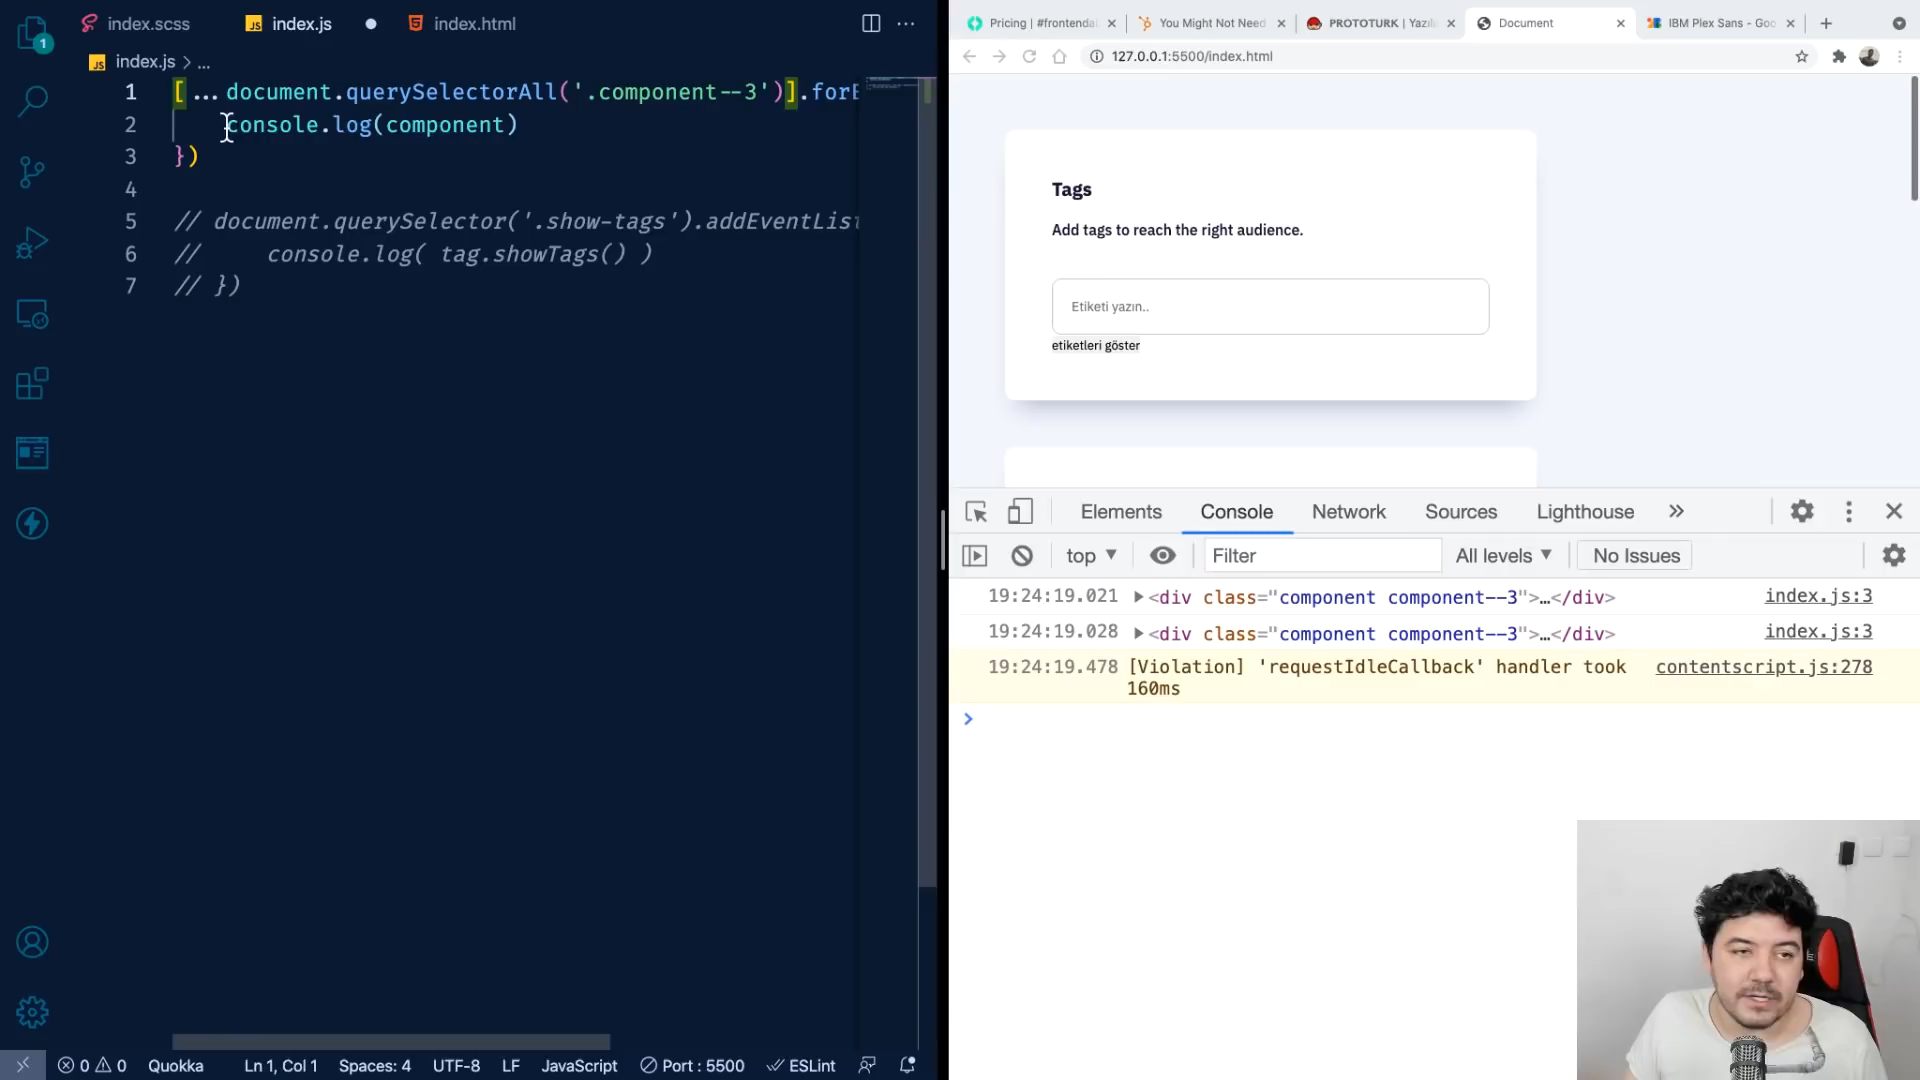 index.scss
index.js
index.html
1
index.js > ...
1 [ ...document.querySelectorAll('.component--3')].forE
2 console.log(component)
3 })
4
5 // document.querySelector('.show-tags').addEventList
6 // console.log( tag.showTags() )
7 // })
0 0 Quokka Ln 1, Col 1 Spaces: 4 UTF-8 LF JavaScript Port : 5500 ESLint
Pricing | #frontendai
You Might Not Need
PROTOTURK | Yazılı
Document
IBM Plex Sans - Goo
127.0.0.1:5500/index.html
Tags
Add tags to reach the right audience.
Etiketi yazın..
etiketleri göster
Elements Console Network Sources Lighthouse
top Filter All levels No Issues
19:24:19.021 <div class="component component--3">…</div> index.js:3
19:24:19.028 <div class="component component--3">…</div> index.js:3
19:24:19.478 [Violation] 'requestIdleCallback' handler took contentscript.js:278
160ms